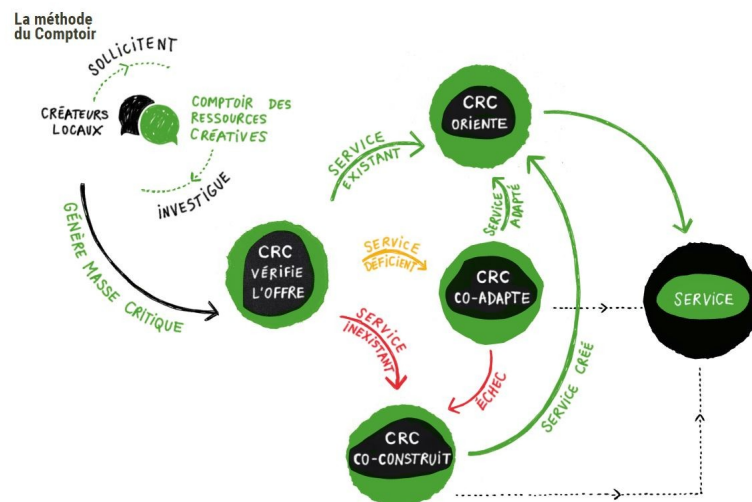 La méthode
du Comptoir
SOLLICITENT
CRÉATEURS
LOCAUX
COMPTOIR DES
RESSOURCES
CRÉATIVES
INVESTIGUE
GÉNÈRE MASSE CRITIQUE
CRC
VÉRIFIE
L'OFFRE
SERVICE
EXISTANT
CRC
ORIENTE
SERVICE
DÉFICIENT
SERVICE
ADAPTÉ
CRC
CO-ADAPTE
SERVICE
SERVICE
INEXISTANT
ÉCHEC
SERVICE CRÉÉ
CRC
CO-CONSTRUIT